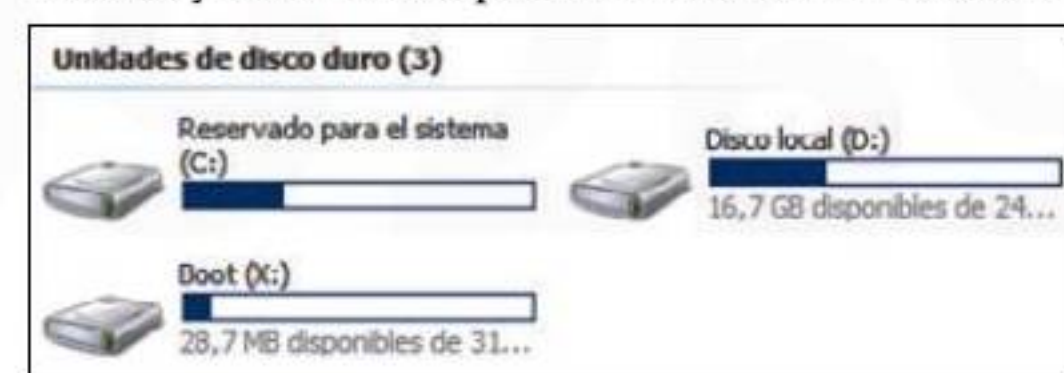 Unidades de disco duro (3)
Reservado para el sistema
(C:)
Disco local (D:)
16,7 GB disponibles de 24...
Boot (X:)
28,7 MB disponibles de 31...